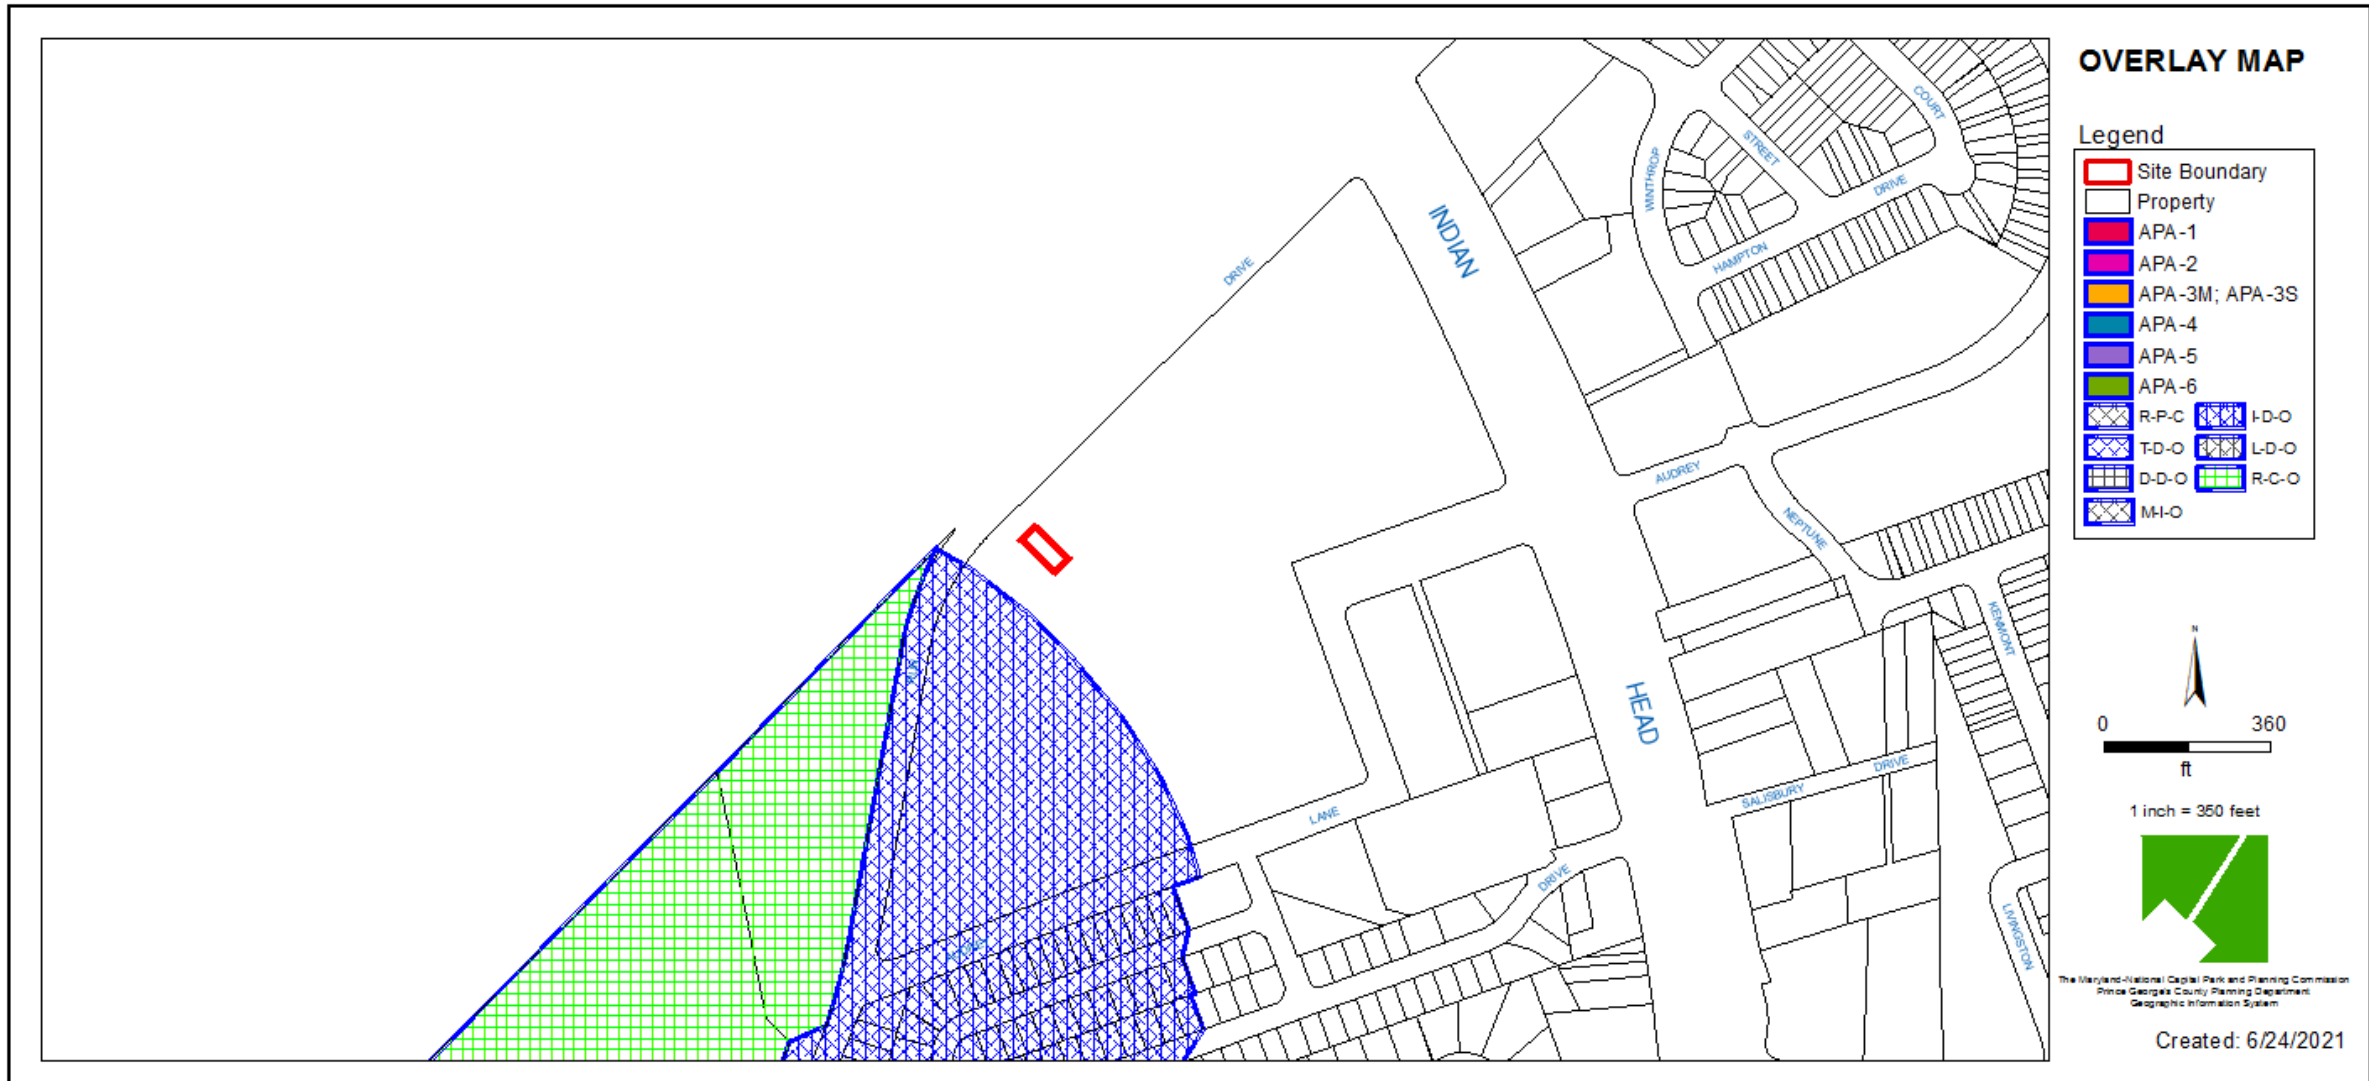 OVERLAY MAP
Legend
Site Boundary
Property
APA-1
APA-2
APA-3M; APA-3S
APA-4
APA-5
APA-6
R-P-C
I-D-O
T-D-O
L-D-O
D-D-O
R-C-O
M-I-O
N
0 360
ft
1 inch = 350 feet
The Maryland-National Capital Park and Planning Commission
Prince George's County Planning Department
Geographic Information System
Created: 6/24/2021
COURT
STREET
WINTHROP
DRIVE
HAMPTON
INDIAN
DRIVE
AUDREY
NEPTUNE
KENMONT
HEAD
DRIVE
SALISBURY
LANE
DRIVE
LIVINGSTON